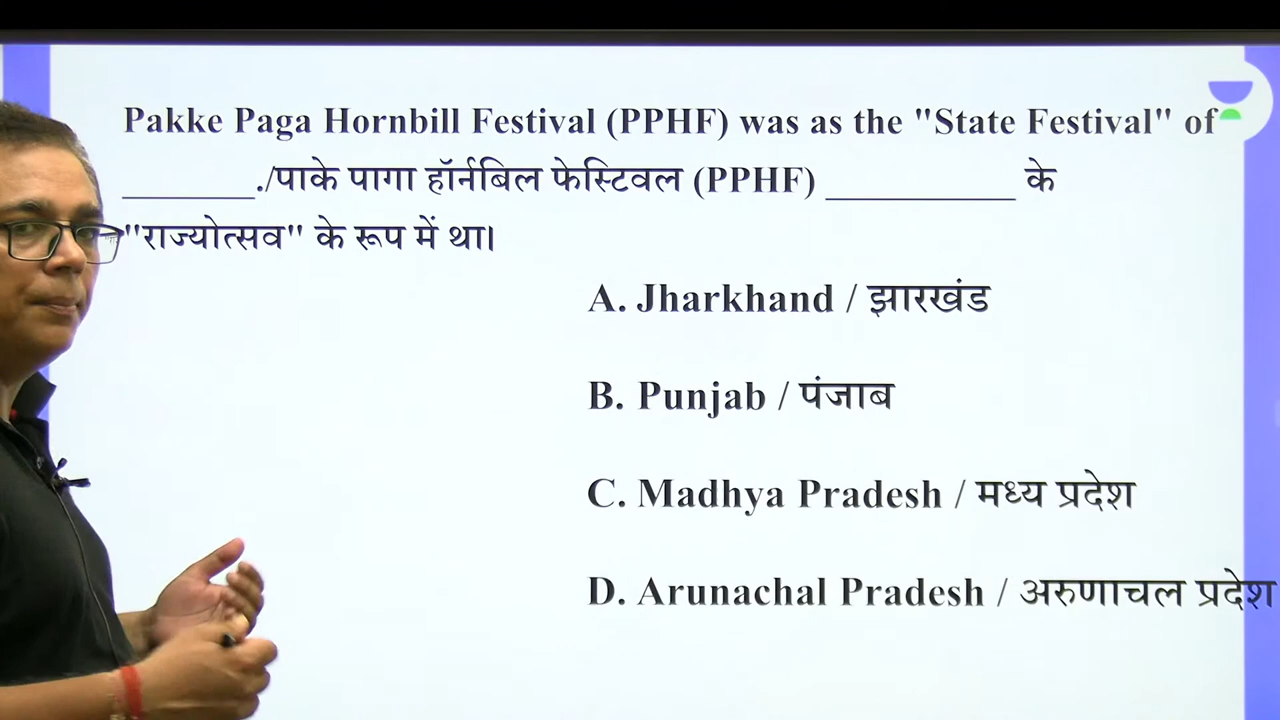 Pakke Paga Hornbill Festival (PPHF) was as the "State Festival" of
_______./पाके पागा हॉर्नबिल फेस्टिवल (PPHF) __________ के
"राज्योत्सव" के रूप में था।
A. Jharkhand / झारखंड
B. Punjab / पंजाब
C. Madhya Pradesh / मध्य प्रदेश
D. Arunachal Pradesh / अरुणाचल प्रदेश